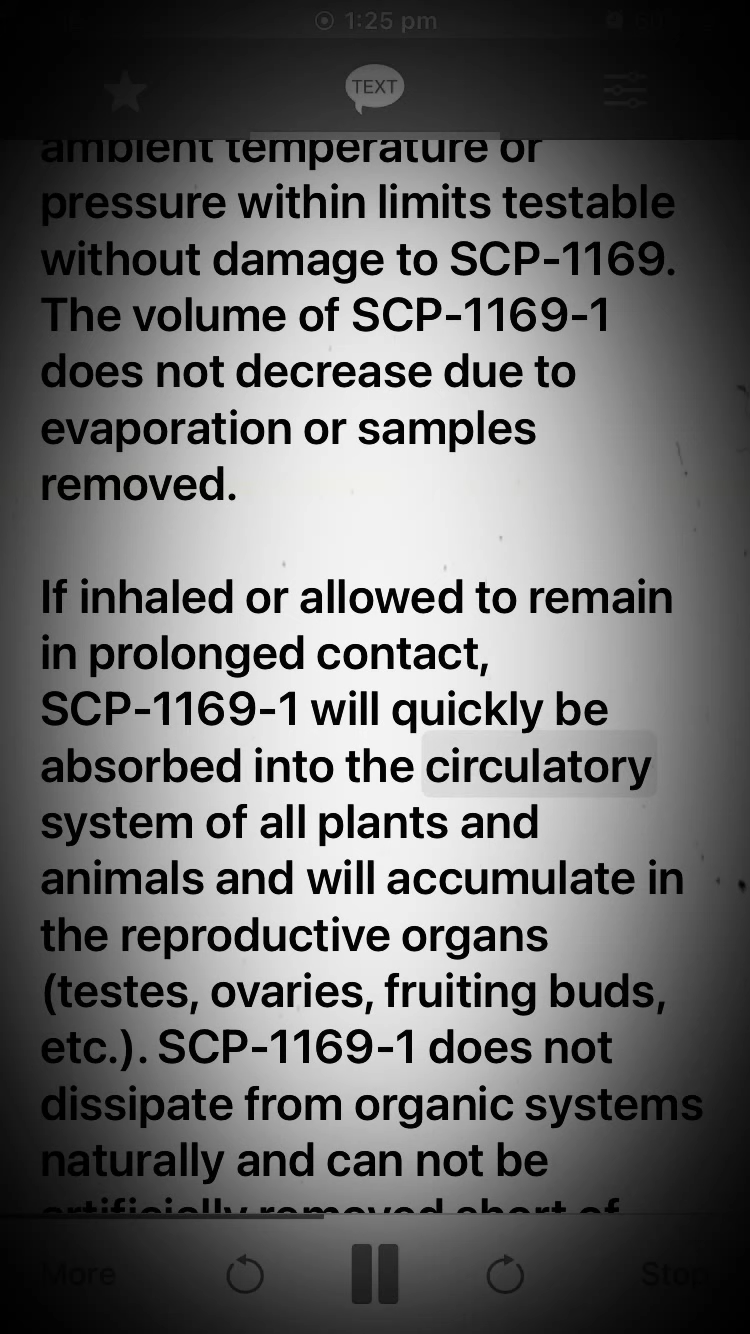 1:25 pm
TEXT
ambient temperature or
pressure within limits testable
without damage to SCP-1169.
The volume of SCP-1169-1
does not decrease due to
evaporation or samples
removed.
If inhaled or allowed to remain
in prolonged contact,
SCP-1169-1 will quickly be
absorbed into the circulatory
system of all plants and
animals and will accumulate in
the reproductive organs
(testes, ovaries, fruiting buds,
etc.). SCP-1169-1 does not
dissipate from organic systems
naturally and can not be
artificially removed short of
More
Stop